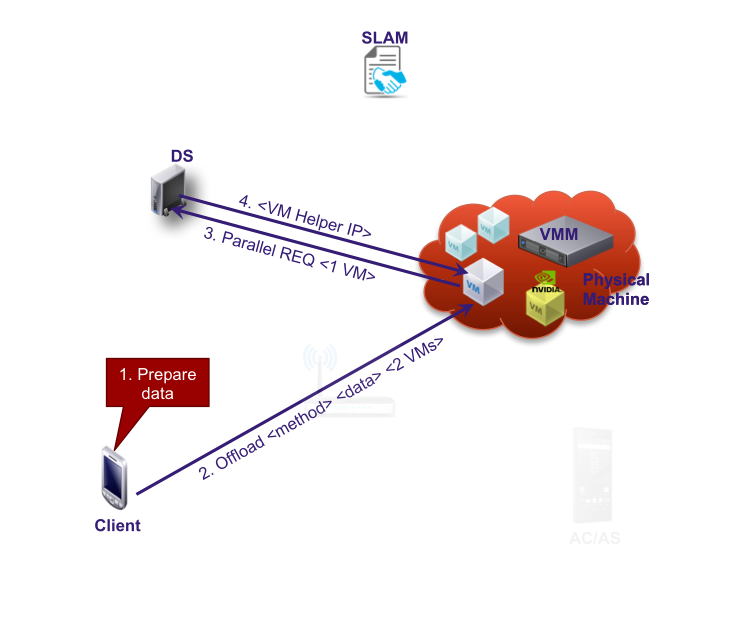 SLAM
DS
4. <VM Helper IP>
3. Parallel REQ <1 VM>
VM
VM
VMM
VM
NVIDIA
VM
Physical
Machine
1. Prepare
data
2. Offload <method> <data> <2 VMs>
Client
AC/AS